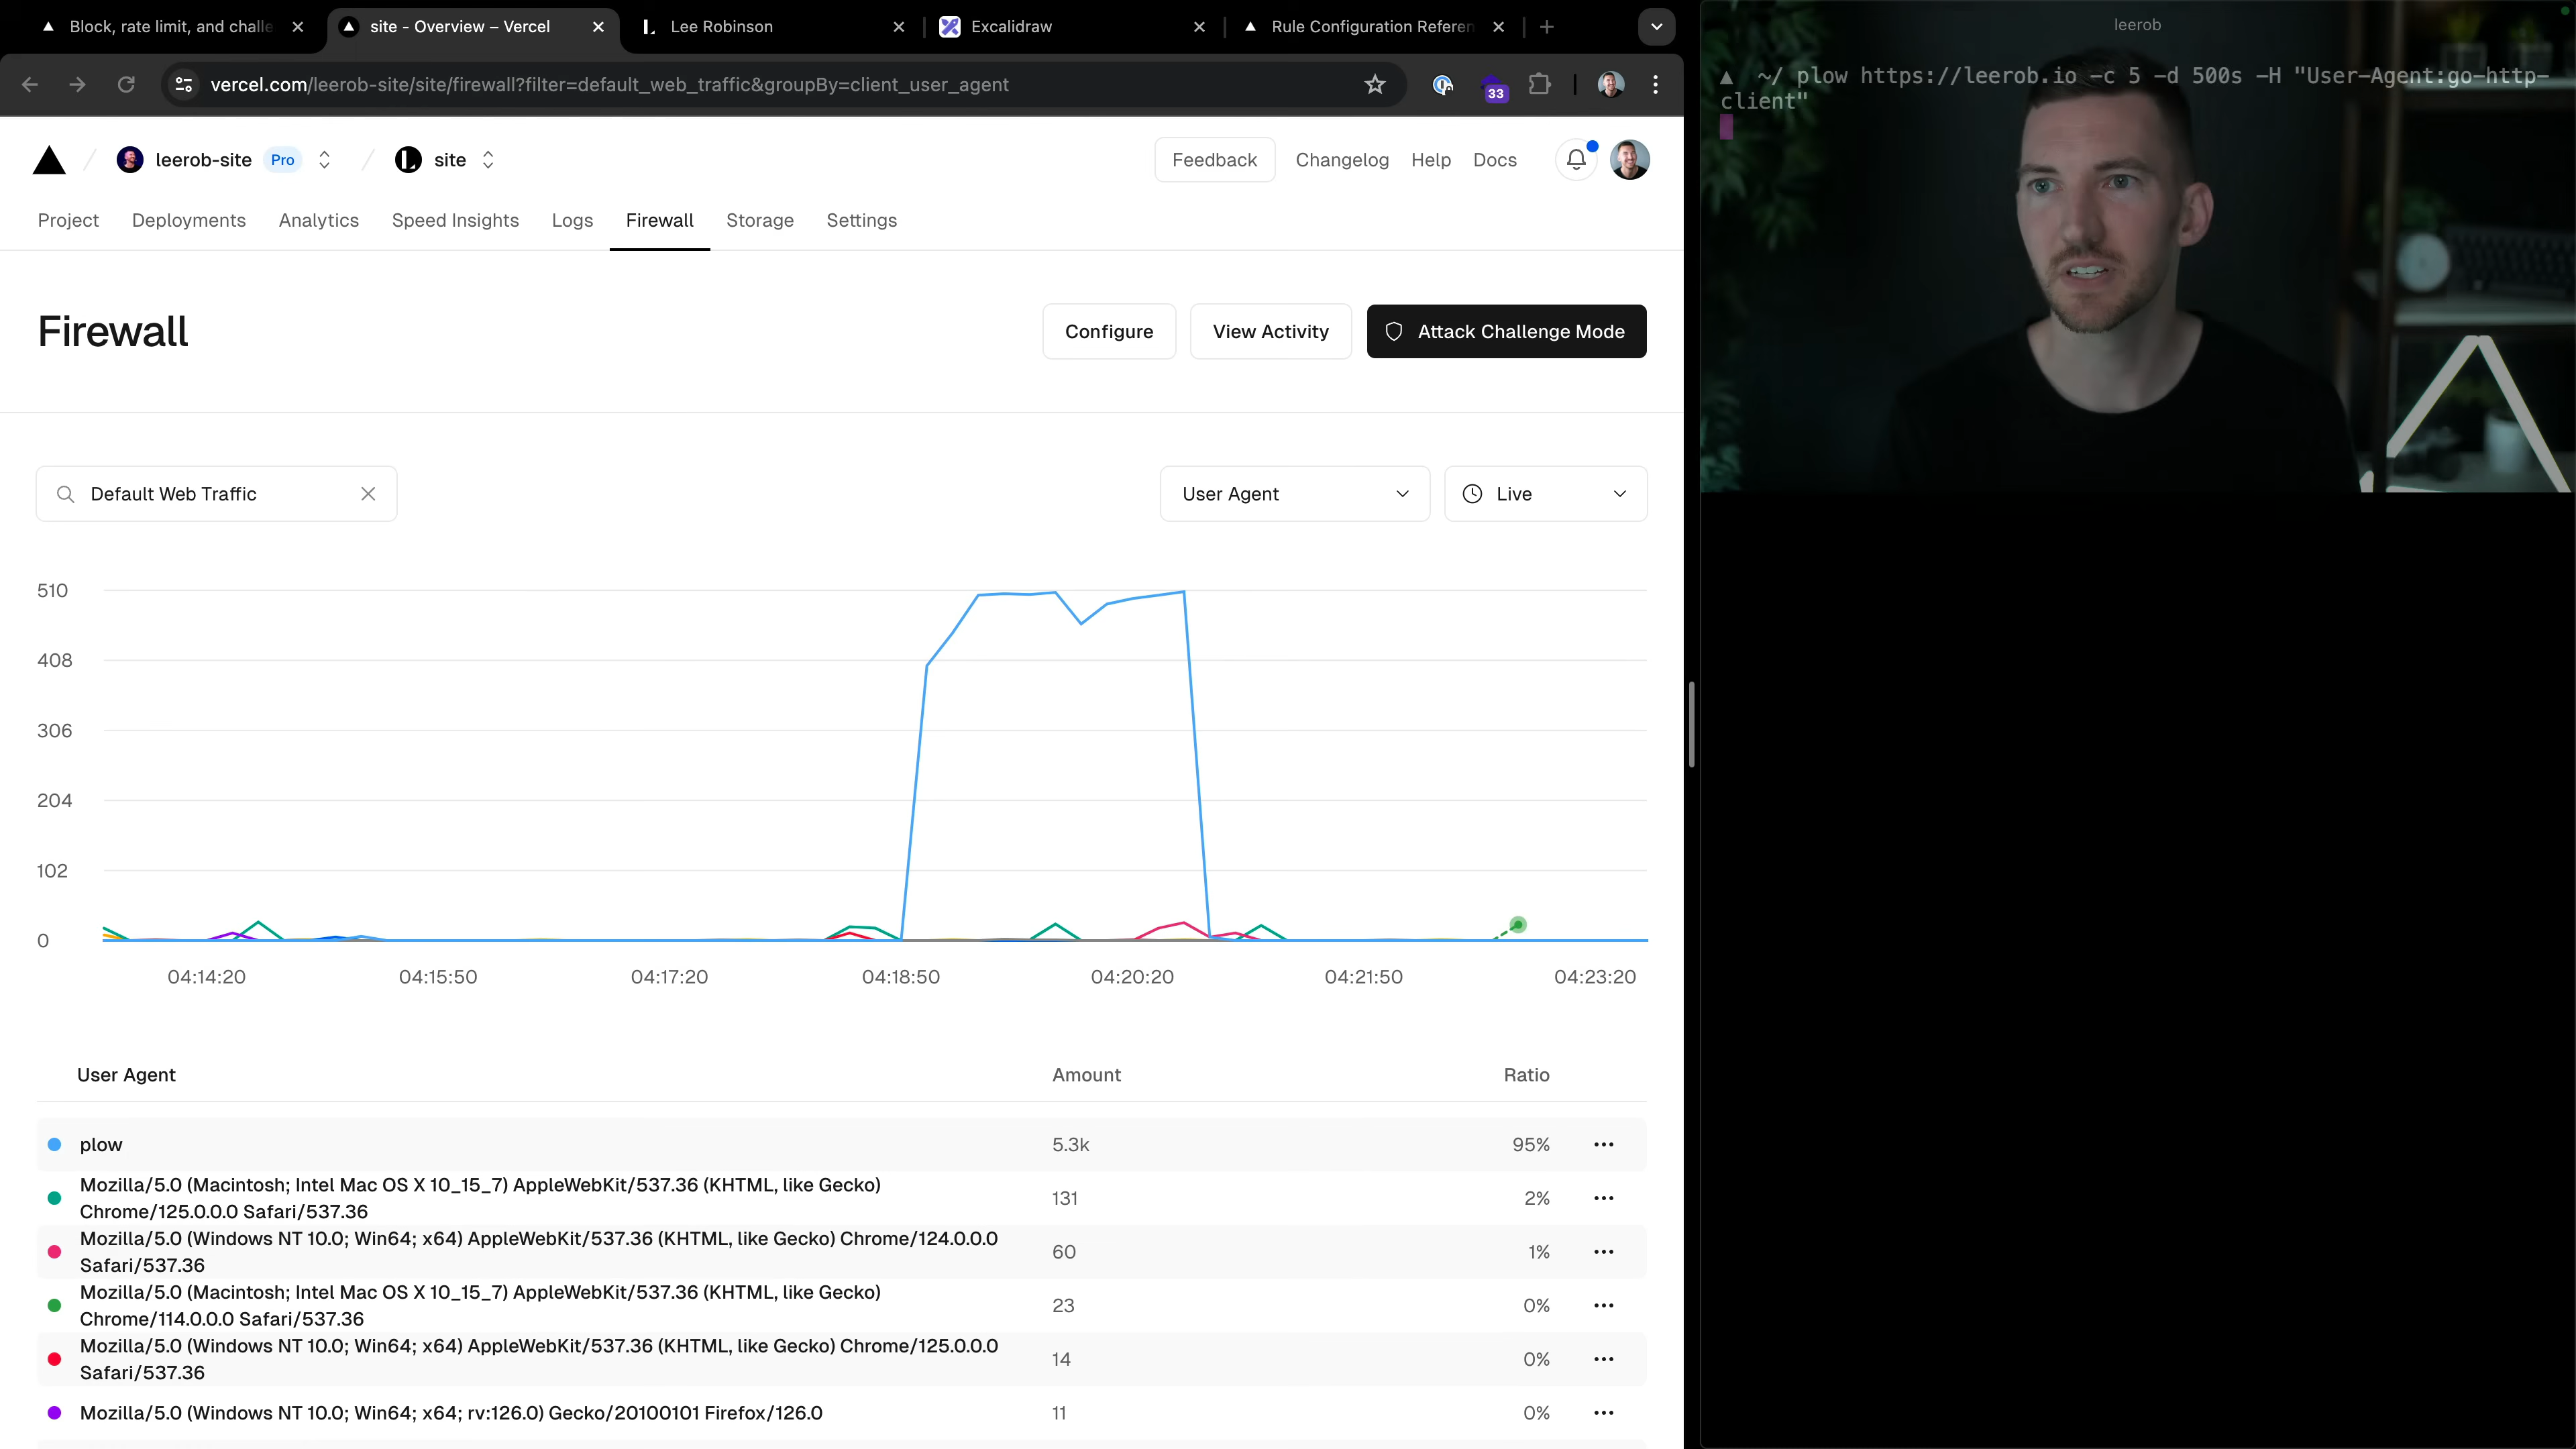 Block, rate limit, and challe
site - Overview – Vercel
Lee Robinson
Excalidraw
Rule Configuration Referen
vercel.com/leerob-site/site/firewall?filter=default_web_traffic&groupBy=client_user_agent
33
leerob-site Pro
site
Feedback
Changelog
Help
Docs
Project
Deployments
Analytics
Speed Insights
Logs
Firewall
Storage
Settings
Firewall
Configure
View Activity
Attack Challenge Mode
Default Web Traffic
User Agent
Live
510
408
306
204
102
0
04:14:20
04:15:50
04:17:20
04:18:50
04:20:20
04:21:50
04:23:20
User Agent Amount Ratio
plow 5.3k 95%
Mozilla/5.0 (Macintosh; Intel Mac OS X 10_15_7) AppleWebKit/537.36 (KHTML, like Gecko)
Chrome/125.0.0.0 Safari/537.36
131 2%
Mozilla/5.0 (Windows NT 10.0; Win64; x64) AppleWebKit/537.36 (KHTML, like Gecko) Chrome/124.0.0.0
Safari/537.36
60 1%
Mozilla/5.0 (Macintosh; Intel Mac OS X 10_15_7) AppleWebKit/537.36 (KHTML, like Gecko)
Chrome/114.0.0.0 Safari/537.36
23 0%
Mozilla/5.0 (Windows NT 10.0; Win64; x64) AppleWebKit/537.36 (KHTML, like Gecko) Chrome/125.0.0.0
Safari/537.36
14 0%
Mozilla/5.0 (Windows NT 10.0; Win64; x64; rv:126.0) Gecko/20100101 Firefox/126.0 11 0%
leerob
▲ ~/ plow https://leerob.io -c 5 -d 500s -H "User-Agent:go-http-
client"